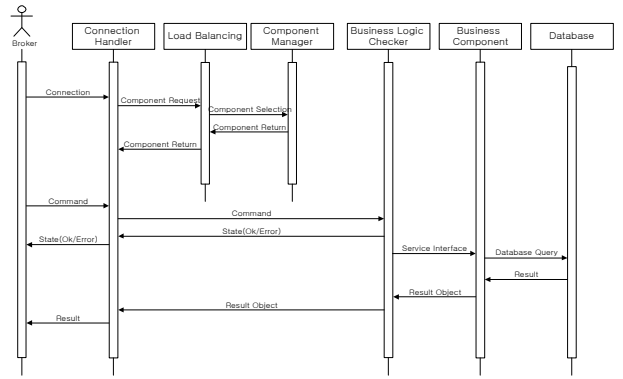 Broker
Connection
Handler
Load Balancing
Component
Manager
Business Logic
Checker
Business
Component
Database
Connection
Component Request
Component Selection
Component Return
Component Return
Command
Command
State(Ok/Error)
State(Ok/Error)
Service Interface
Database Query
Result
Result Object
Result Object
Result